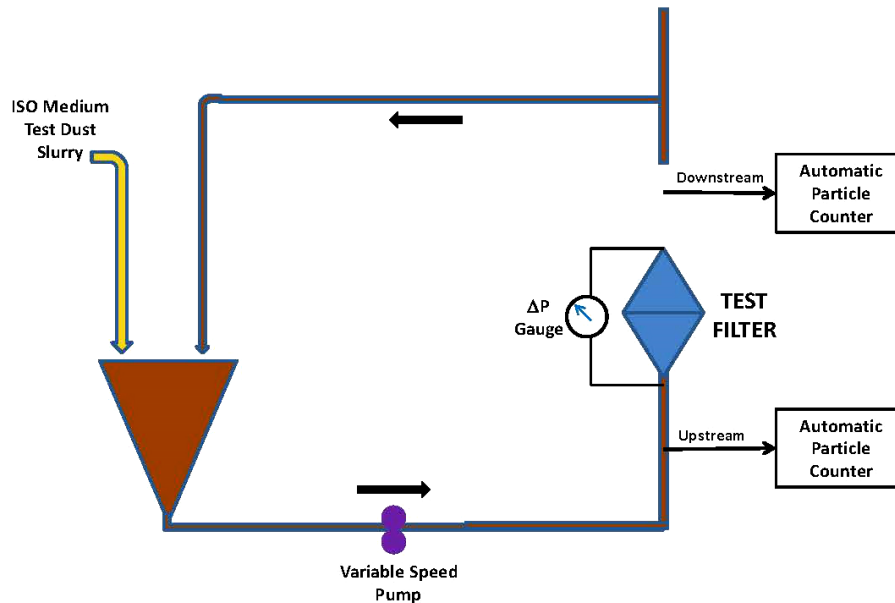 ISO Medium
Test Dust
Slurry
Downstream
Automatic
Particle
Counter
ΔP
Gauge
TEST
FILTER
Upstream
Automatic
Particle
Counter
Variable Speed
Pump